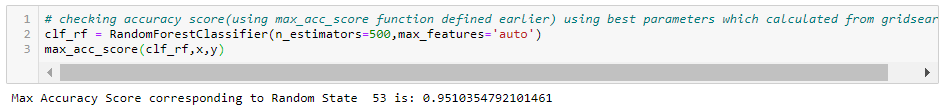 1 # checking accuracy score(using max_acc_score function defined earlier) using best parameters which calculated from gridsear
2 clf_rf = RandomForestClassifier(n_estimators=500,max_features='auto')
3 max_acc_score(clf_rf,x,y)
Max Accuracy Score corresponding to Random State  53 is: 0.9510354792101461